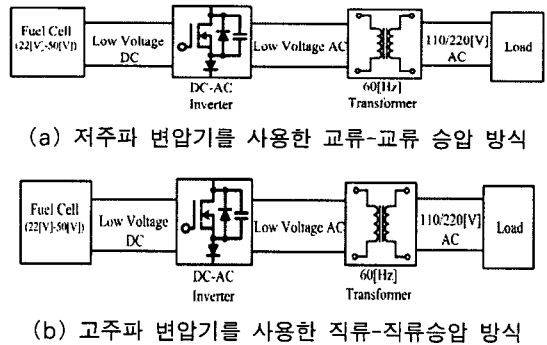 Fuel Cell
(22[V]-50[V])
Low Voltage
DC
DC-AC
Inverter
Low Voltage AC
60[Hz]
Transformer
110/220[V]
AC
Load
(a) 저주파 변압기를 사용한 교류-교류 승압 방식
Fuel Cell
(22[V]-50[V])
Low Voltage
DC
DC-AC
Inverter
Low Voltage AC
60[Hz]
Transformer
110/220[V]
AC
Load
(b) 고주파 변압기를 사용한 직류-직류승압 방식